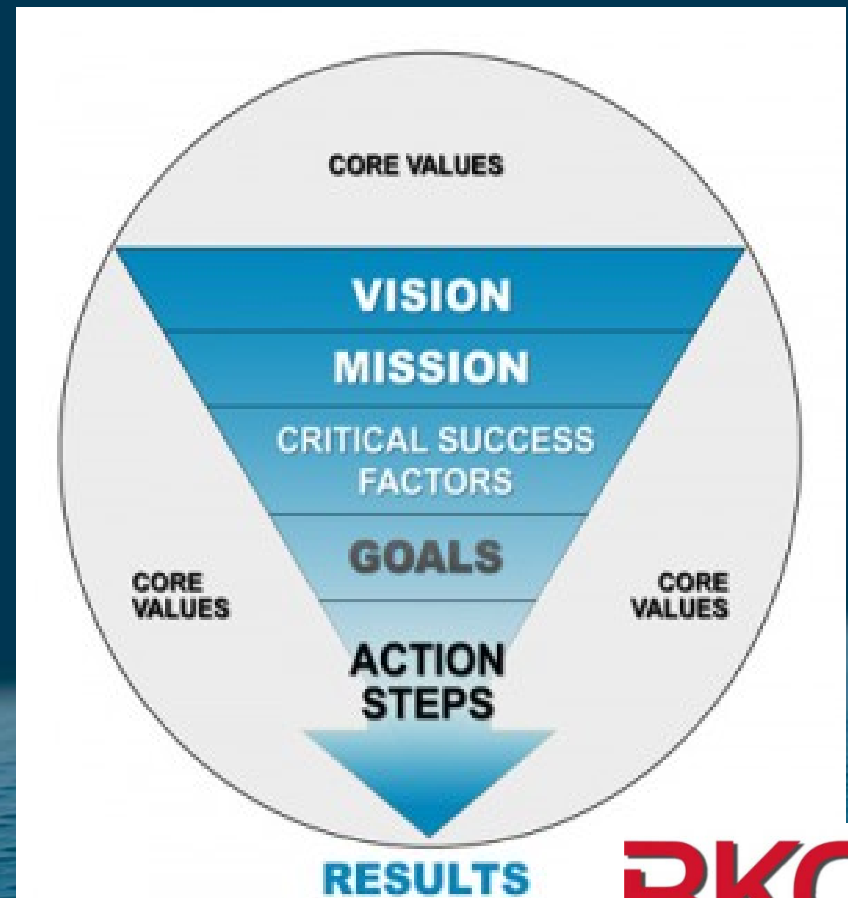 CORE VALUES
VISION
MISSION
CRITICAL SUCCESS
FACTORS
GOALS
CORE
VALUES
CORE
VALUES
ACTION
STEPS
RESULTS